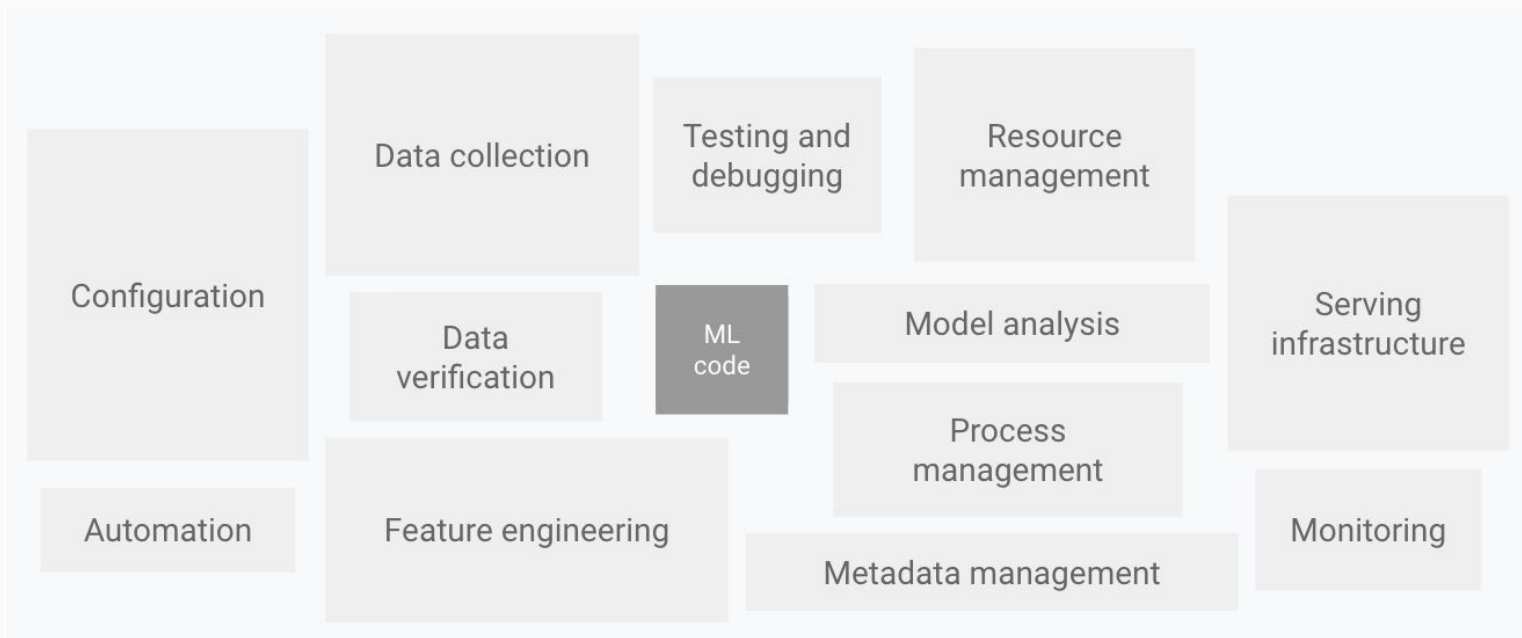 Data collection
Testing and
debugging
Resource
management
Configuration
Data
verification
ML
code
Model analysis
Serving
infrastructure
Process
management
Automation
Feature engineering
Metadata management
Monitoring